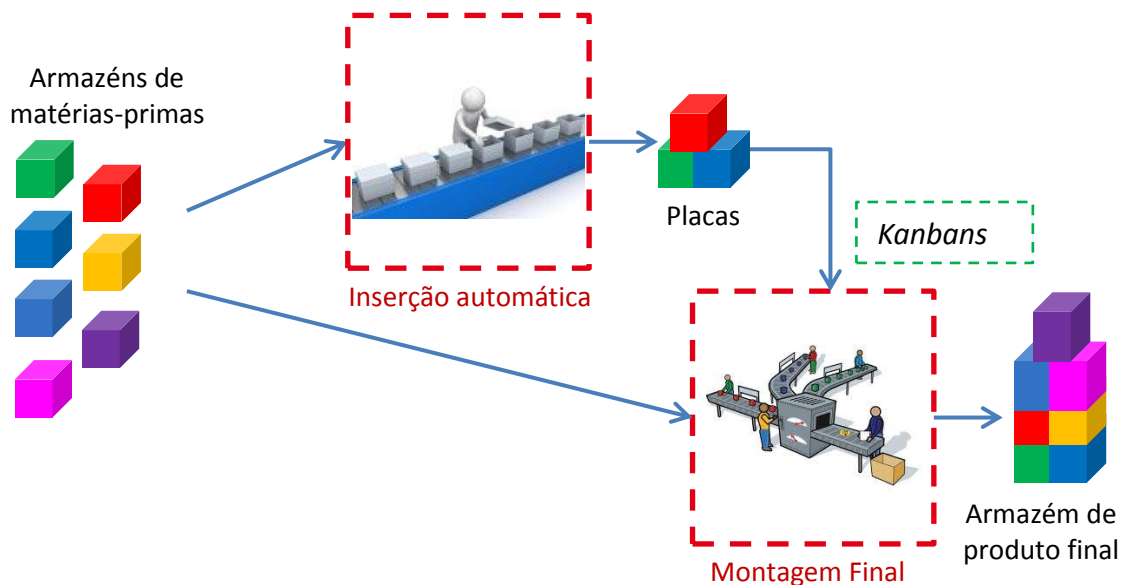 Armazéns de
matérias-primas
Inserção automática
Placas
Kanbans
Montagem Final
Armazém de
produto final